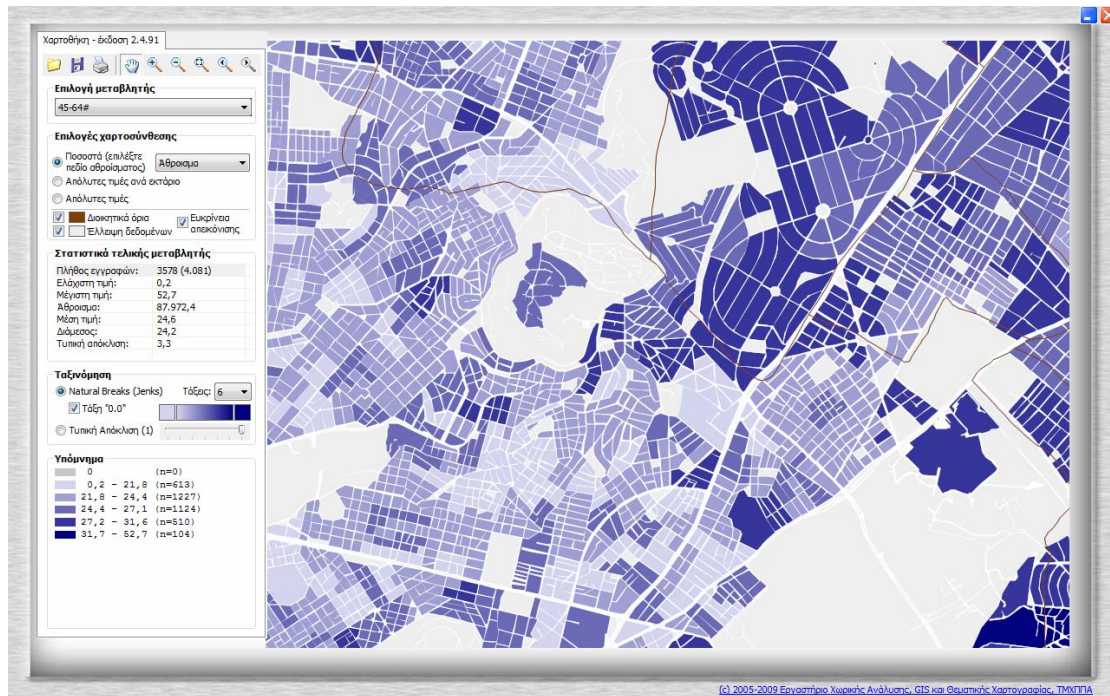 Χαρτοθήκη - έκδοση 2.4.91
Επιλογή μεταβλητής
45-64#
Επιλογές χαρτοσύνθεσης
Ποσοστά (επιλέξτε πεδίο αθροίσματος)
Άθροισμα
Απόλυτες τιμές ανά εκτάριο
Απόλυτες τιμές
Διοικητικά όρια
Έλλειψη δεδομένων
Ευκρίνεια απεικόνισης
Στατιστικά τελικής μεταβλητής
Πλήθος εγγραφών: 3578 (4.081)
Ελάχιστη τιμή: 0,2
Μέγιστη τιμή: 52,7
Άθροισμα: 87.972,4
Μέση τιμή: 24,6
Διάμεσος: 24,2
Τυπική απόκλιση: 3,3
Ταξινόμηση
Natural Breaks (Jenks) Τάξεις: 6
Τάξη "0.0"
Τυπική Απόκλιση (1)
Υπόμνημα
0 (n=0)
0,2 - 21,8 (n=613)
21,8 - 24,4 (n=1227)
24,4 - 27,1 (n=1124)
27,2 - 31,6 (n=510)
31,7 - 52,7 (n=104)
(c) 2005-2009 Εργαστήριο Χωρικής Ανάλυσης, GIS και Θεματικής Χαρτογραφίας, ΤΜΧΠΠΑ